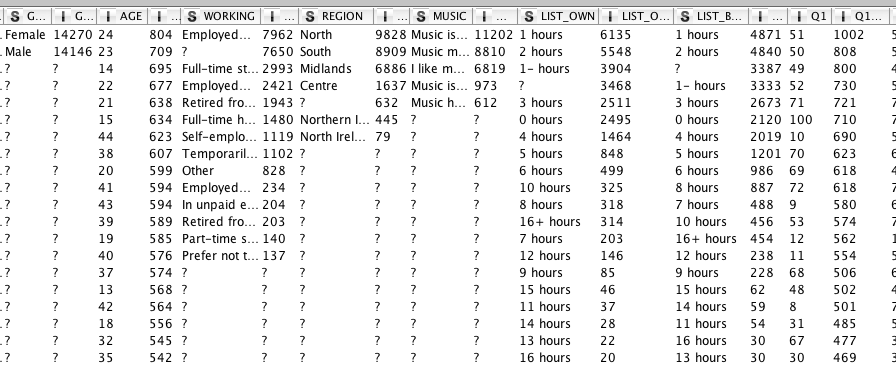 S G... I G... I AGE I ... S WORKING I ... S REGION I ... S MUSIC I ... S LIST_OWN I LIST_O... S LIST_B... I ... I Q1 I Q1...
Female 14270 24 804 Employed... 7962 North 9828 Music is... 11202 1 hours 6135 1 hours 4871 51 1002
Male 14146 23 709 ? 7650 South 8909 Music m... 8810 2 hours 5548 2 hours 4840 50 808
? ? 14 695 Full-time st... 2993 Midlands 6886 I like m... 6819 1- hours 3904 ? 3387 49 800
? ? 22 677 Employed... 2421 Centre 1637 Music is... 973 ? 3468 1- hours 3333 52 730
? ? 21 638 Retired fro... 1943 ? 632 Music h... 612 3 hours 2511 3 hours 2673 71 721
? ? 15 634 Full-time h... 1480 Northern I... 445 ? ? 0 hours 2495 0 hours 2120 100 710
? ? 44 623 Self-emplo... 1119 North Irel... 79 ? ? 4 hours 1464 4 hours 2019 10 690
? ? 38 607 Temporaril... 1102 ? ? ? ? 5 hours 848 5 hours 1201 70 623
? ? 20 599 Other 828 ? ? ? ? 6 hours 499 6 hours 986 69 618
? ? 41 594 Employed... 234 ? ? ? ? 10 hours 325 8 hours 887 72 618
? ? 43 594 In unpaid e... 204 ? ? ? ? 8 hours 318 7 hours 488 9 580
? ? 39 589 Retired fro... 203 ? ? ? ? 16+ hours 314 10 hours 456 53 574
? ? 19 585 Part-time s... 140 ? ? ? ? 7 hours 203 16+ hours 454 12 562
? ? 40 576 Prefer not t... 137 ? ? ? ? 12 hours 146 12 hours 238 11 554
? ? 37 574 ? ? ? ? ? ? 9 hours 85 9 hours 228 68 506
? ? 13 568 ? ? ? ? ? ? 15 hours 46 15 hours 62 48 502
? ? 42 564 ? ? ? ? ? ? 11 hours 37 14 hours 59 8 501
? ? 18 556 ? ? ? ? ? ? 14 hours 28 11 hours 54 31 485
? ? 32 545 ? ? ? ? ? ? 13 hours 22 16 hours 30 67 477
? ? 35 542 ? ? ? ? ? ? 16 hours 20 13 hours 30 30 469